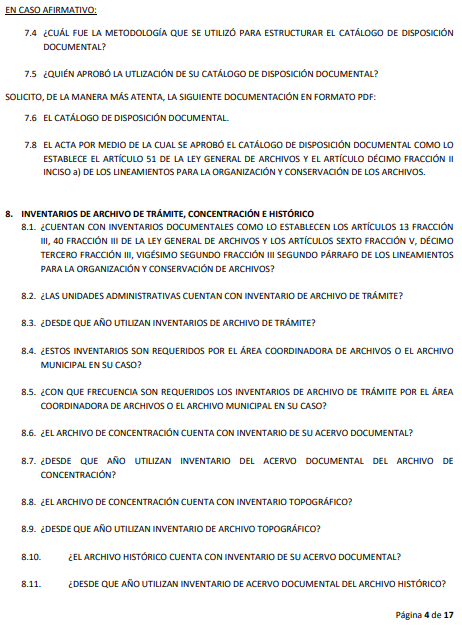 EN CASO AFIRMATIVO:
7.4 ¿CUÁL FUE LA METODOLOGÍA QUE SE UTILIZÓ PARA ESTRUCTURAR EL CATÁLOGO DE DISPOSICIÓN
DOCUMENTAL?
7.5 ¿QUIÉN APROBÓ LA UTLIZACIÓN DE SU CATÁLOGO DE DISPOSICIÓN DOCUMENTAL?
SOLICITO, DE LA MANERA MÁS ATENTA, LA SIGUIENTE DOCUMENTACIÓN EN FORMATO PDF:
7.6 EL CATÁLOGO DE DISPOSICIÓN DOCUMENTAL.
7.8 EL ACTA POR MEDIO DE LA CUAL SE APROBÓ EL CATÁLOGO DE DISPOSICIÓN DOCUMENTAL COMO LO
ESTABLECE EL ARTÍCULO 51 DE LA LEY GENERAL DE ARCHIVOS Y EL ARTÍCULO DÉCIMO FRACCIÓN II
INCISO a) DE LOS LINEAMIENTOS PARA LA ORGANIZACIÓN Y CONSERVACIÓN DE LOS ARCHIVOS.
8. INVENTARIOS DE ARCHIVO DE TRÁMITE, CONCENTRACIÓN E HISTÓRICO
8.1. ¿CUENTAN CON INVENTARIOS DOCUMENTALES COMO LO ESTABLECEN LOS ARTÍCULOS 13 FRACCIÓN
III, 40 FRACCIÓN III DE LA LEY GENERAL DE ARCHIVOS Y LOS ARTÍCULOS SEXTO FRACCIÓN V, DÉCIMO
TERCERO FRACCIÓN III, VIGÉSIMO SEGUNDO FRACCIÓN III SEGUNDO PÁRRAFO DE LOS LINEAMIENTOS
PARA LA ORGANIZACIÓN Y CONSERVACIÓN DE ARCHIVOS?
8.2. ¿LAS UNIDADES ADMINISTRATIVAS CUENTAN CON INVENTARIO DE ARCHIVO DE TRÁMITE?
8.3. ¿DESDE QUE AÑO UTILIZAN INVENTARIOS DE ARCHIVO DE TRÁMITE?
8.4. ¿ESTOS INVENTARIOS SON REQUERIDOS POR EL ÁREA COORDINADORA DE ARCHIVOS O EL ARCHIVO
MUNICIPAL EN SU CASO?
8.5. ¿CON QUE FRECUENCIA SON REQUERIDOS LOS INVENTARIOS DE ARCHIVO DE TRÁMITE POR EL ÁREA
COORDINADORA DE ARCHIVOS O EL ARCHIVO MUNICIPAL EN SU CASO?
8.6. ¿EL ARCHIVO DE CONCENTRACIÓN CUENTA CON INVENTARIO DE SU ACERVO DOCUMENTAL?
8.7. ¿DESDE QUE AÑO UTILIZAN INVENTARIO DEL ACERVO DOCUMENTAL DEL ARCHIVO DE
CONCENTRACIÓN?
8.8. ¿EL ARCHIVO DE CONCENTRACIÓN CUENTA CON INVENTARIO TOPOGRÁFICO?
8.9. ¿DESDE QUE AÑO UTILIZAN INVENTARIO DE ARCHIVO TOPOGRÁFICO?
8.10. ¿EL ARCHIVO HISTÓRICO CUENTA CON INVENTARIO DE SU ACERVO DOCUMENTAL?
8.11. ¿DESDE QUE AÑO UTILIZAN INVENTARIO DE ACERVO DOCUMENTAL DEL ARCHIVO HISTÓRICO?
Página 4 de 17